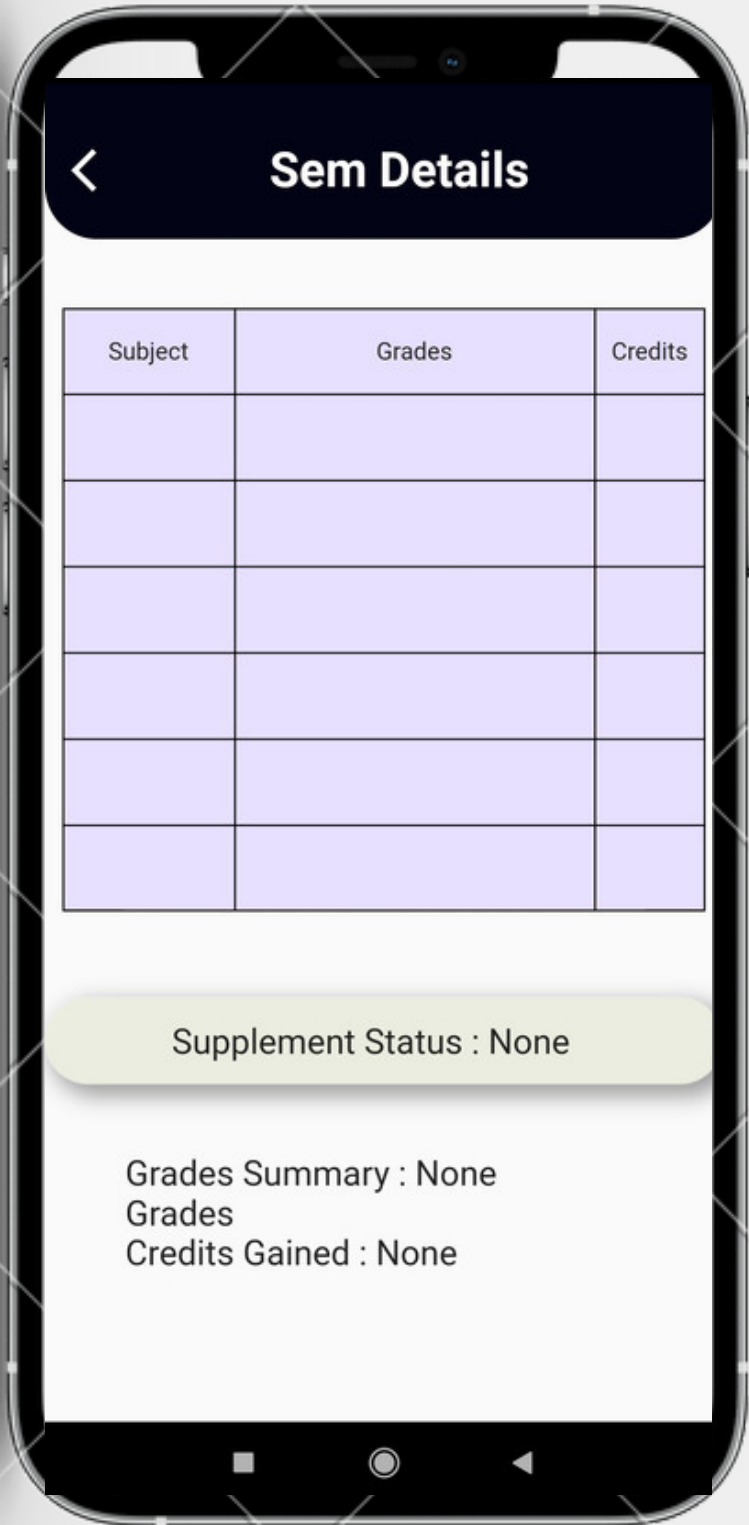 Sem Details
Subject Grades Credits
Supplement Status : None
Grades Summary : None
Grades
Credits Gained : None